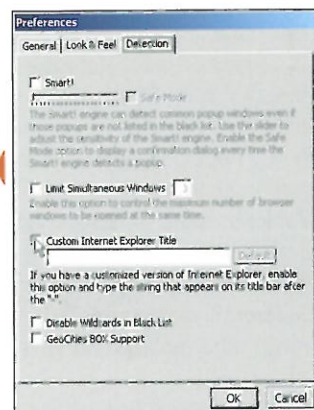 Preferences
General Look & Feel Detection
Smart!
Safe Mode
The Smart! engine can detect common popup windows even if
those popups are not listed in the black list. Use the slider to
adjust the sensitivity of the Smart! engine. Enable the Safe
Mode option to display a confirmation dialog every time the
Smart! engine detects a popup.
Limit Simultaneous Windows 3
Enable this option to control the maximum number of browser
windows to be opened at the same time.
Custom Internet Explorer Title
Default
If you have a customized version of Internet Explorer, enable
this option and type the string that appears on its title bar after
the "-".
Disable Wildcards in Black List
GeoCities BOX Support
OK Cancel